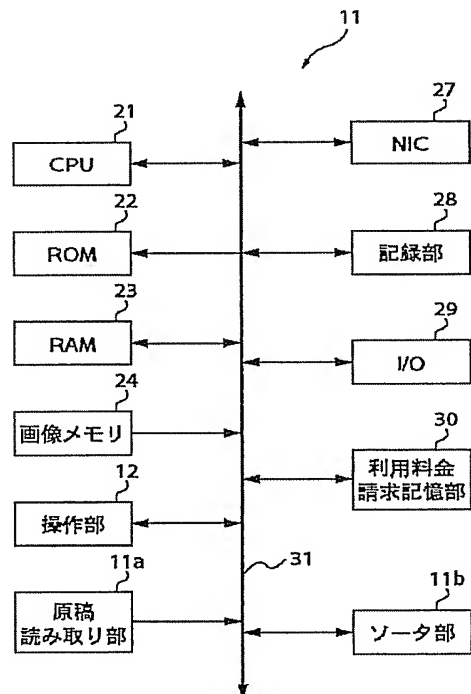 11
21
CPU
22
ROM
23
RAM
24
画像メモリ
12
操作部
11a
原稿
読み取り部
27
NIC
28
記録部
29
I/O
30
利用料金
請求記憶部
31
11b
ソータ部